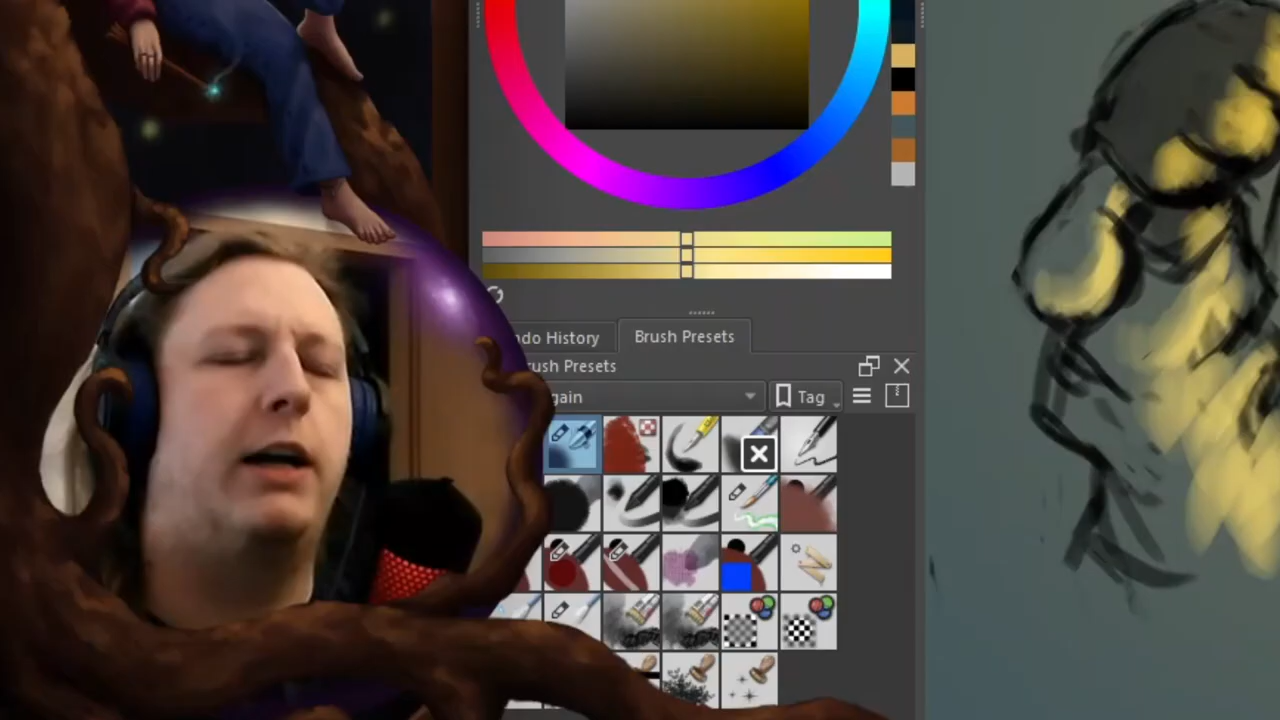 ndo History
Brush Presets
rush Presets
gain
Tag